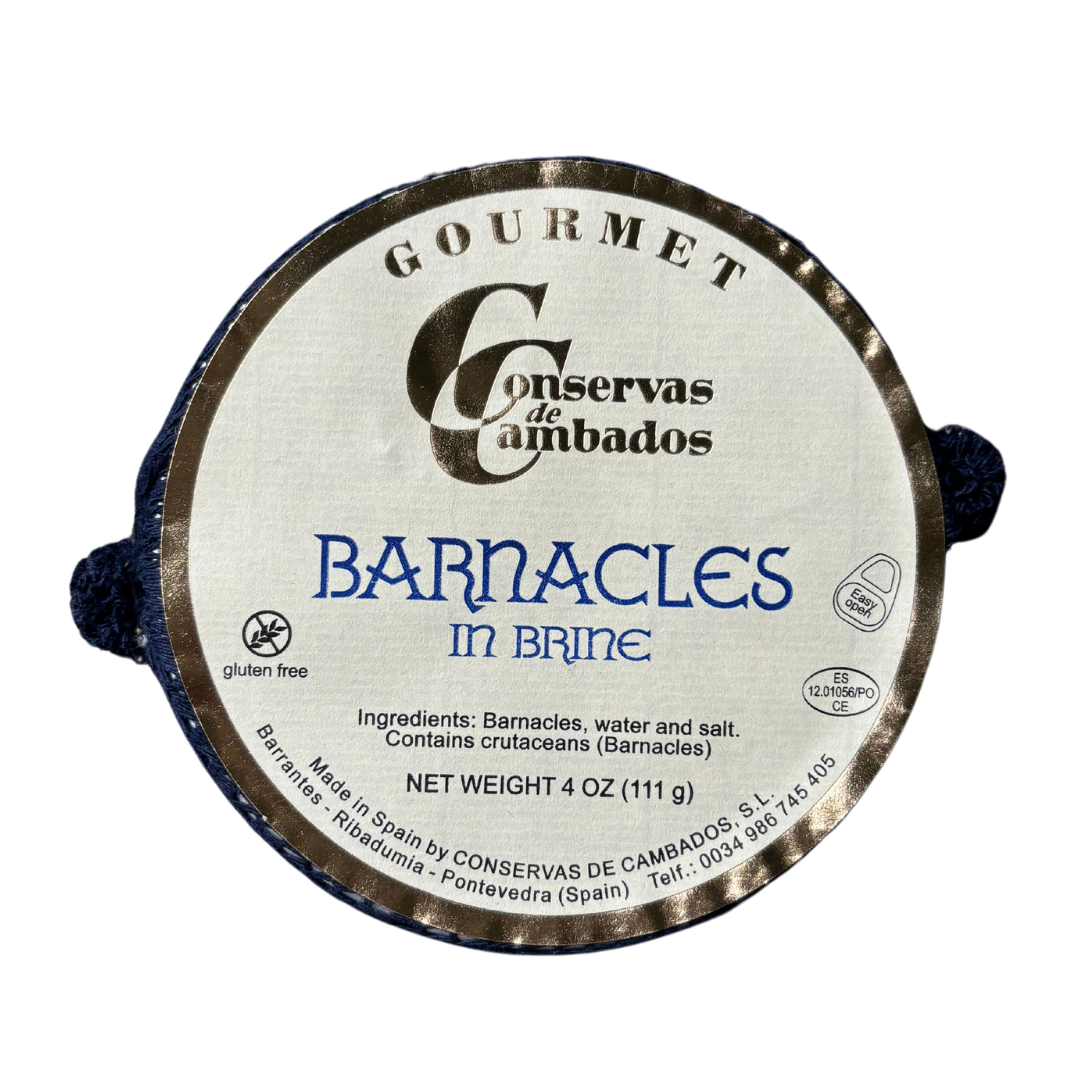 GOURMET
Conservas
de
Cambados
BARNACLES
IN BRINE
Easy
open
gluten free
ES
12.01056/PO
CE
Ingredients: Barnacles, water and salt.
Contains crutaceans (Barnacles)
NET WEIGHT 4 OZ (111 g)
Made in Spain by CONSERVAS DE CAMBADOS, S.L.
Barrantes - Ribadumia - Pontevedra (Spain) Telf.: 0034 986 745 405